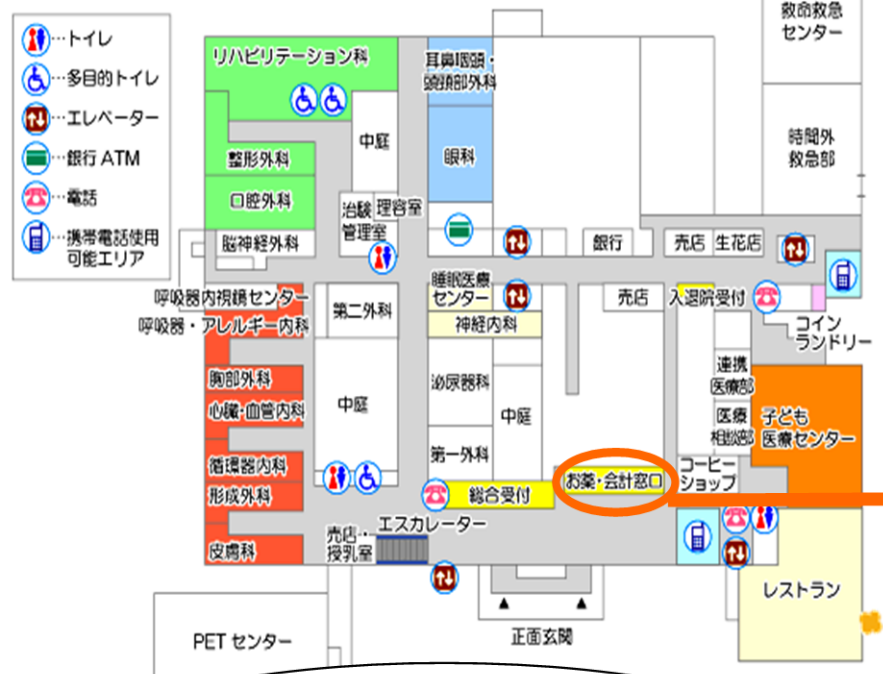 …トイレ
…多目的トイレ
…エレベーター
…銀行 ATM
…電話
…携帯電話使用
可能エリア
救命救急
センター
リハビリテーション科
耳鼻咽頭・
頭頸部外科
中庭
眼科
時間外
救急部
整形外科
口腔外科
治験
管理室
理容室
脳神経外科
銀行
売店
生花店
睡眠医療
センター
呼吸器内視鏡センター
第二外科
売店
入退院受付
呼吸器・アレルギー内科
神経内科
コイン
ランドリー
連携
医療部
胸部外科
泌尿器科
心臓・血管内科
中庭
中庭
医療
相談部
子ども
医療センター
第一外科
循環器内科
コーヒー
ショップ
形成外科
総合受付
お薬・会計窓口
エスカレーター
売店・
授乳室
皮膚科
レストラン
正面玄関
PET センター